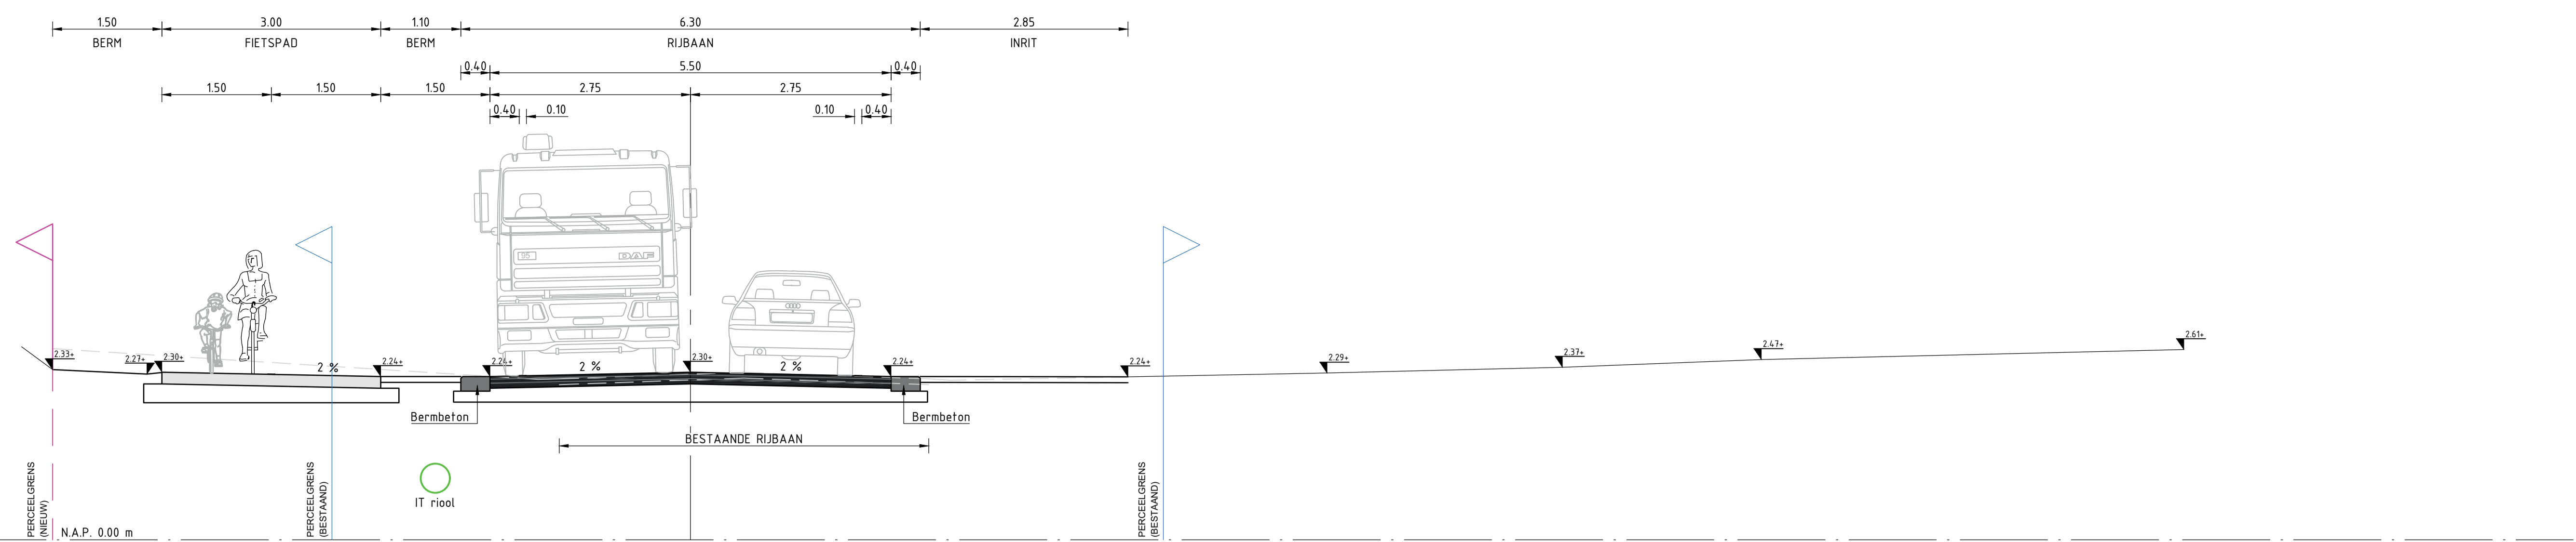 1.50 3.00 1.10 6.30 2.85
BERM FIETSPAD BERM RIJBAAN INRIT
0.40 5.50 0.40
1.50 1.50 1.50 2.75 2.75
0.40 0.10 0.10 0.40
95 DAF
2.33+ 2.27+ 2.30+ 2 % 2.24+ 2.24+ 2 % 2.30+ 2 % 2.24+ 2.24+ 2.29+ 2.37+ 2.47+ 2.61+
Bermbeton Bermbeton
BESTAANDE RIJBAAN
IT riool
PERCEELGRENS
(NIEUW)
PERCEELGRENS
(BESTAAND)
PERCEELGRENS
(BESTAAND)
N.A.P. 0.00 m